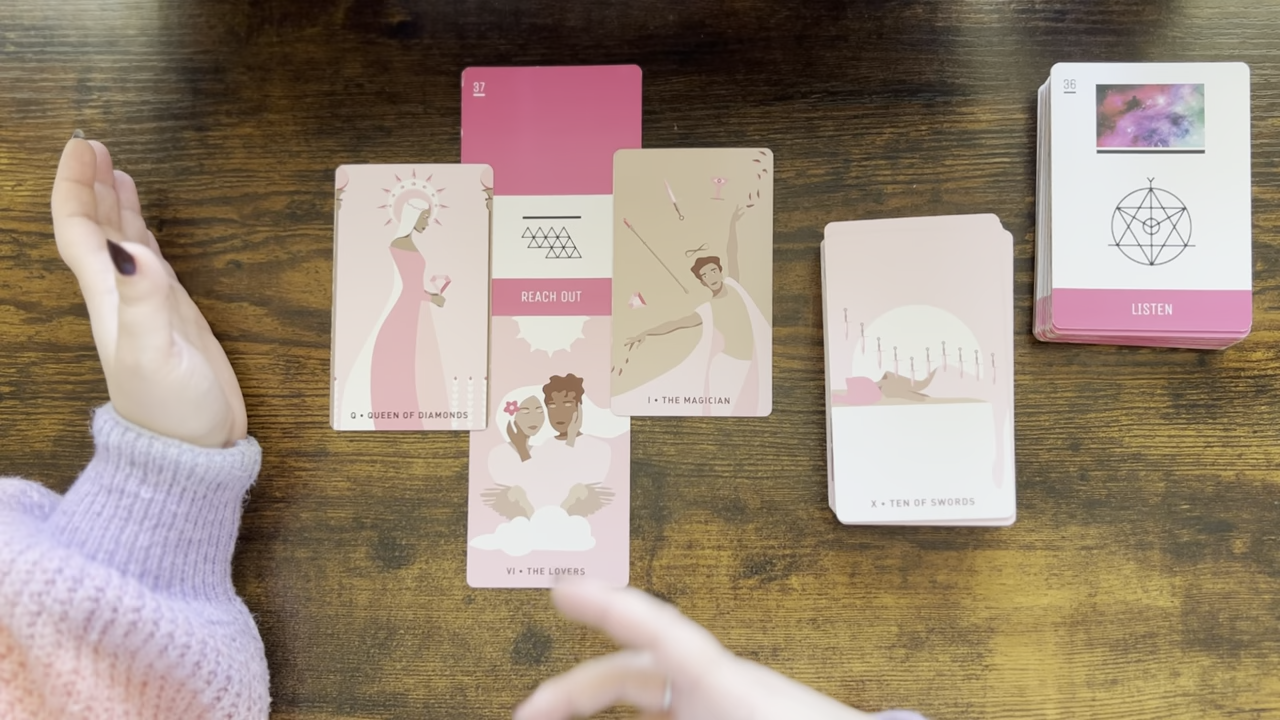 37
REACH OUT
Q • QUEEN OF DIAMONDS
I • THE MAGICIAN
VI • THE LOVERS
X • TEN OF SWORDS
36
LISTEN